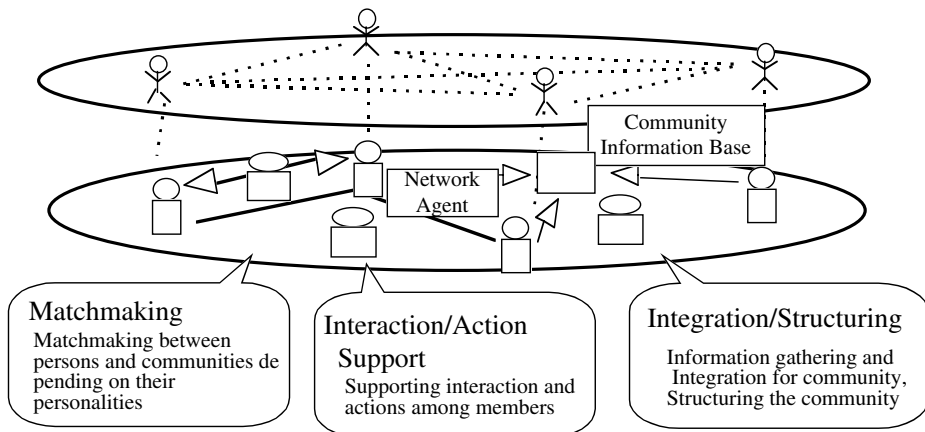 Community
Information Base
Network
Agent
Matchmaking
Matchmaking between
persons and communities de
pending on their
personalities
Interaction/Action
Support
Supporting interaction and
actions among members
Integration/Structuring
Information gathering and
Integration for community,
Structuring the community